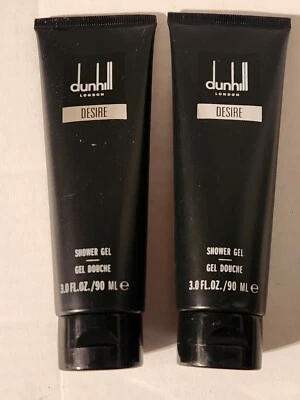 dunhill
LONDON
DESIRE
SHOWER GEL
GEL DOUCHE
3.0 FL.OZ./90 ML ℮
dunhill
LONDON
DESIRE
SHOWER GEL
GEL DOUCHE
3.0 FL.OZ./90 ML ℮